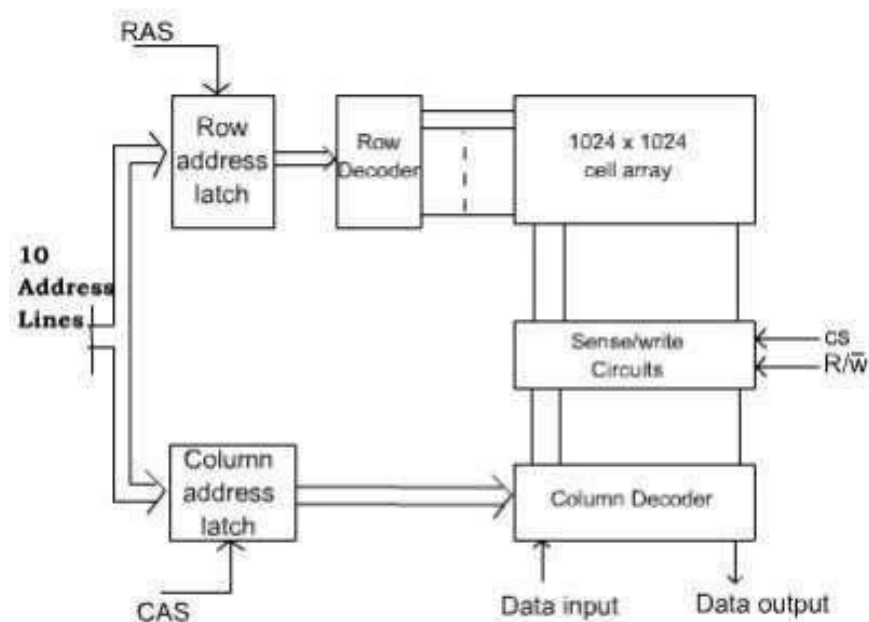 RAS
Row
address
latch
Row
Decoder
1024 x 1024
cell array
10
Address
Lines
Sense/write
Circuits
cs
R/w̅
Column
address
latch
Column Decoder
CAS
Data input
Data output